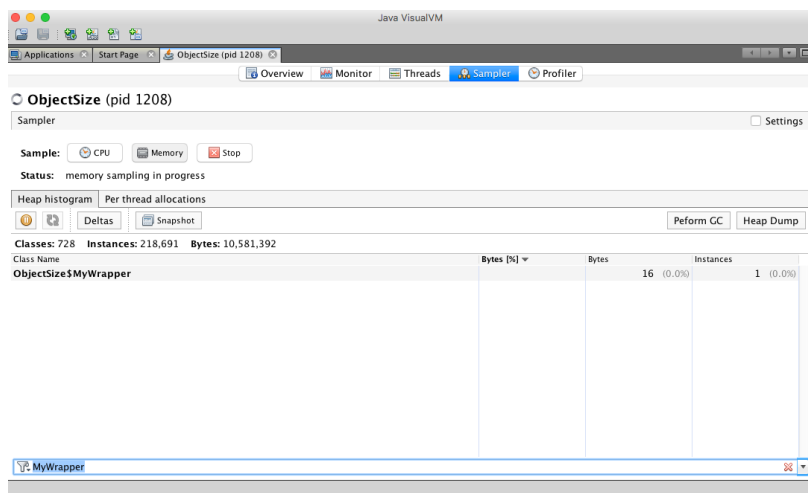 Java VisualVM
Applications Start Page ObjectSize (pid 1208)
Overview Monitor Threads Sampler Profiler
ObjectSize (pid 1208)
Sampler Settings
Sample: CPU Memory Stop
Status: memory sampling in progress
Heap histogram Per thread allocations
Deltas Snapshot Peform GC Heap Dump
Classes: 728 Instances: 218,691 Bytes: 10,581,392
Class Name Bytes [%] Bytes Instances
ObjectSize$MyWrapper 16 (0.0%) 1 (0.0%)
MyWrapper